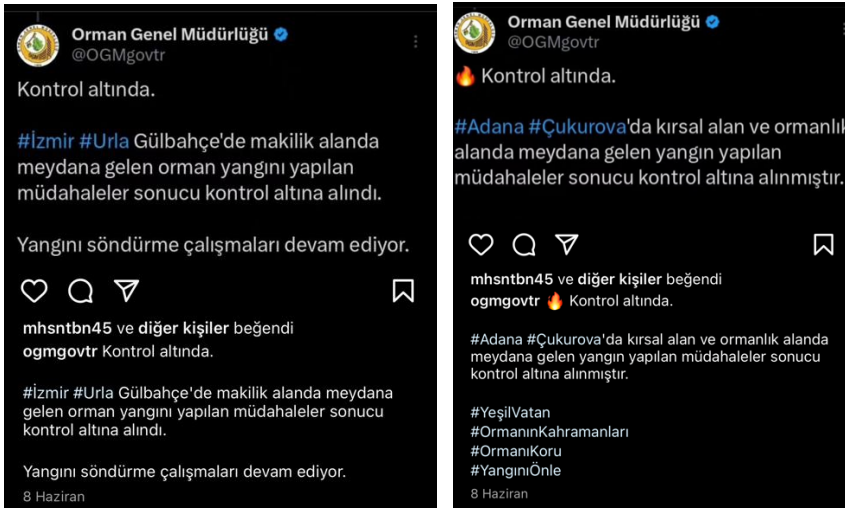 Orman Genel Müdürlüğü
@OGMgovtr
Kontrol altında.
#İzmir #Urla Gülbahçe'de makilik alanda
meydana gelen orman yangını yapılan
müdahaleler sonucu kontrol altına alındı.
Yangını söndürme çalışmaları devam ediyor.
mhsntbn45 ve diğer kişiler beğendi
ogmgovtr Kontrol altında.
#İzmir #Urla Gülbahçe'de makilik alanda meydana
gelen orman yangını yapılan müdahaleler sonucu
kontrol altına alındı.
Yangını söndürme çalışmaları devam ediyor.
8 Haziran
Orman Genel Müdürlüğü
@OGMgovtr
🔥 Kontrol altında.
#Adana #Çukurova'da kırsal alan ve ormanlık
alanda meydana gelen yangın yapılan
müdahaleler sonucu kontrol altına alınmıştır.
mhsntbn45 ve diğer kişiler beğendi
ogmgovtr 🔥 Kontrol altında.
#Adana #Çukurova'da kırsal alan ve ormanlık alanda
meydana gelen yangın yapılan müdahaleler sonucu
kontrol altına alınmıştır.
#YeşilVatan
#OrmanınKahramanları
#OrmanıKoru
#YangınıÖnle
8 Haziran